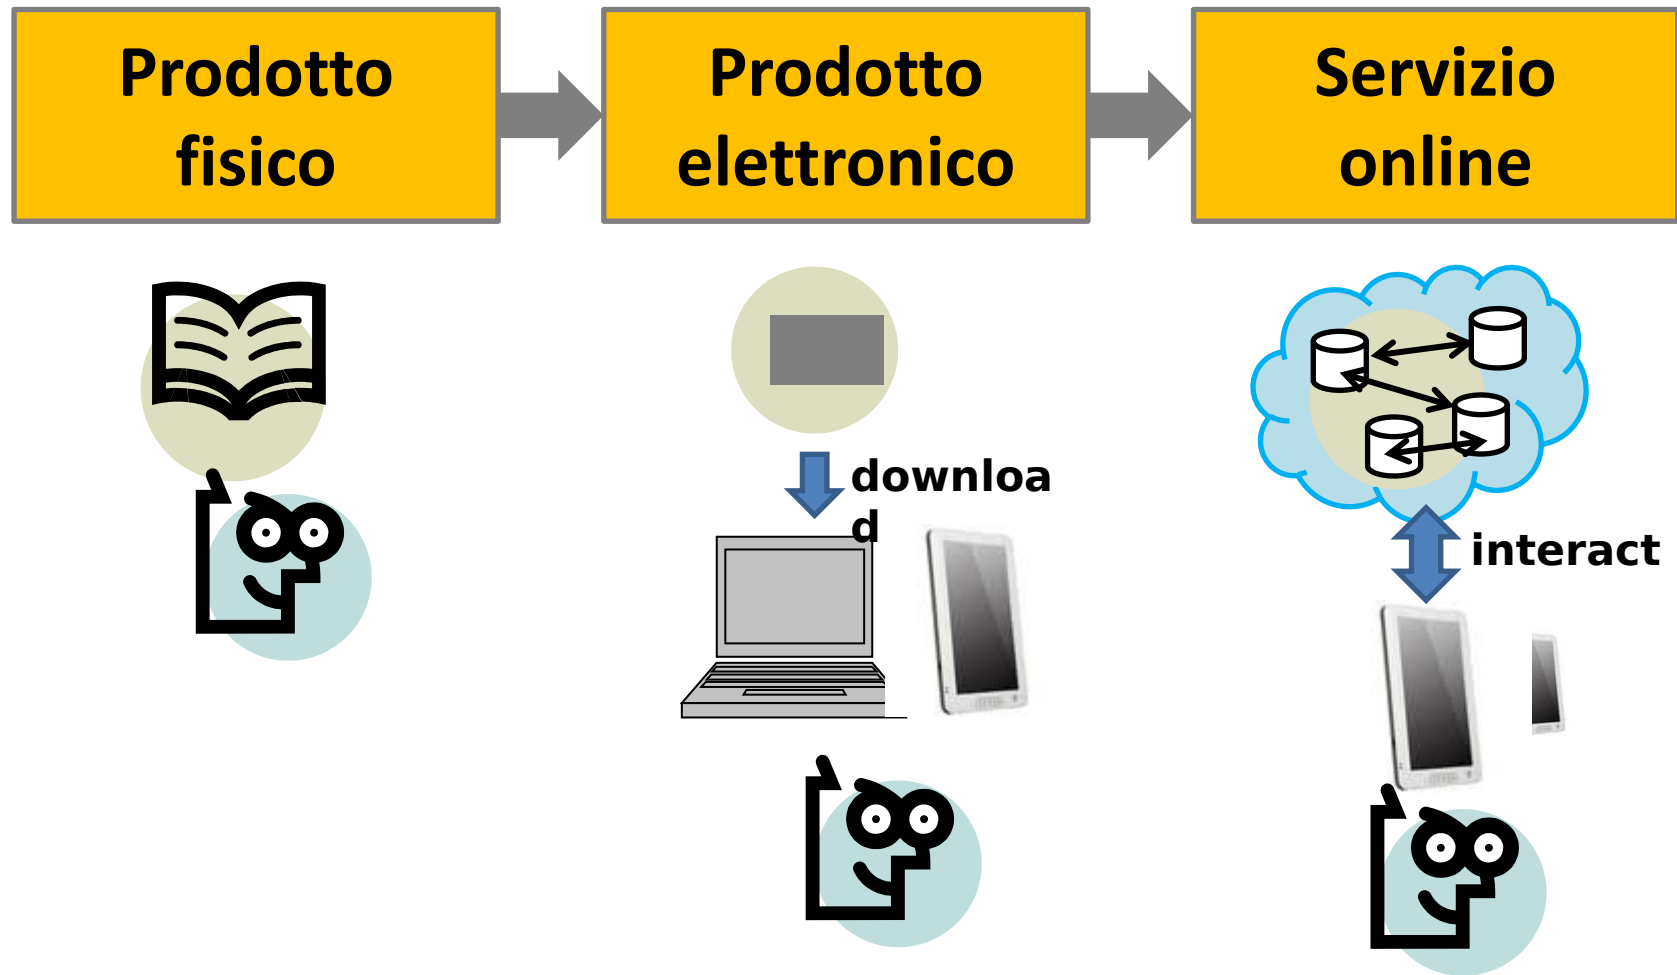 Prodotto
fisico
Prodotto
elettronico
Servizio
online
downloa
d
interact